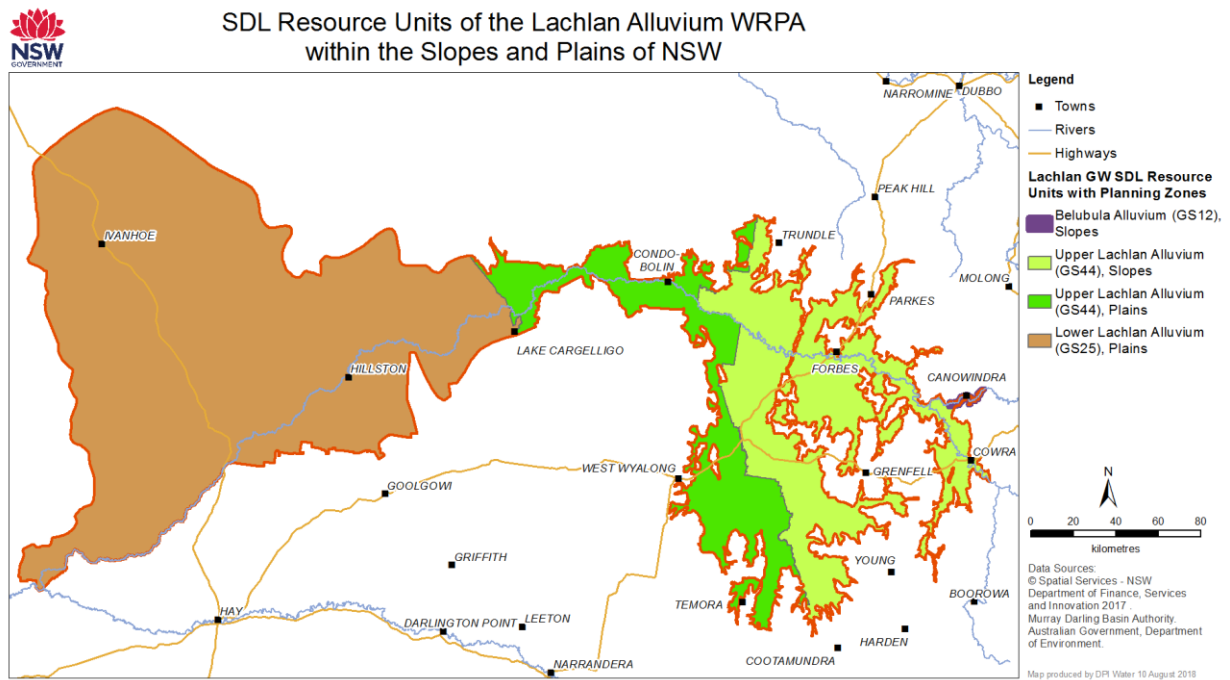 NSW
GOVERNMENT
SDL Resource Units of the Lachlan Alluvium WRPA
within the Slopes and Plains of NSW
NARROMINE
DUBBO
PEAK HILL
TRUNDLE
IVANHOE
CONDO-
BOLIN
MOLONG
PARKES
LAKE CARGELLIGO
FORBES
HILLSTON
CANOWINDRA
COWRA
WEST WYALONG
GRENFELL
GOOLGOWI
GRIFFITH
YOUNG
BOOROWA
TEMORA
HAY
DARLINGTON POINT
LEETON
HARDEN
COOTAMUNDRA
NARRANDERA
Legend
Towns
Rivers
Highways
Lachlan GW SDL Resource
Units with Planning Zones
Belubula Alluvium (GS12),
Slopes
Upper Lachlan Alluvium
(GS44), Slopes
Upper Lachlan Alluvium
(GS44), Plains
Lower Lachlan Alluvium
(GS25), Plains
N
0 20 40 60 80
kilometres
Data Sources:
© Spatial Services - NSW
Department of Finance, Services
and Innovation 2017 .
Murray Darling Basin Authority.
Australian Government, Department
of Environment.
Map produced by DPI Water 10 August 2018